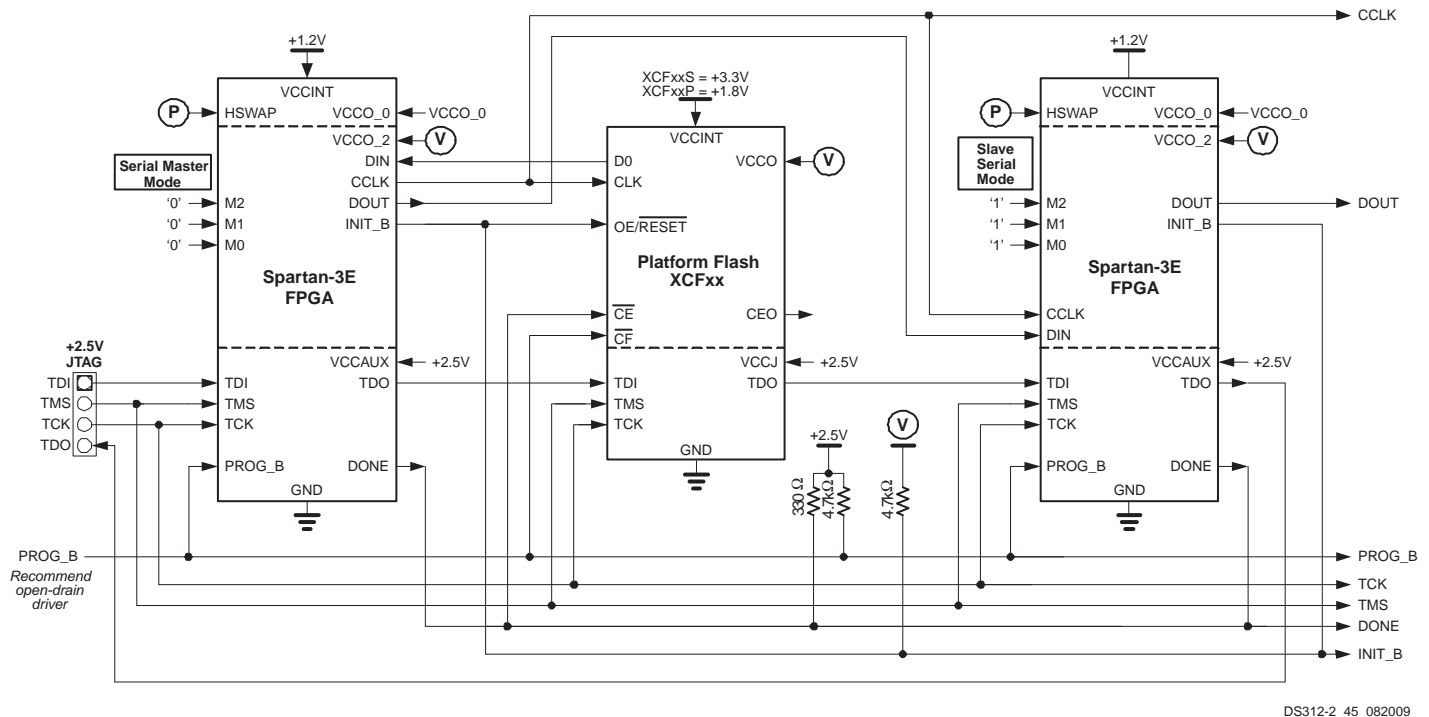 CCLK
+1.2V
VCCINT
P
HSWAP
VCCO_0
VCCO_0
VCCO_2
V
Serial Master
Mode
DIN
CCLK
DOUT
INIT_B
‘0’
M2
‘0’
M1
‘0’
M0
Spartan-3E
FPGA
+2.5V
JTAG
TDI
TMS
TCK
TDO
VCCAUX
+2.5V
TDI
TDO
TMS
TCK
PROG_B
DONE
GND
XCFxxS = +3.3V
XCFxxP = +1.8V
VCCINT
D0
VCCO
V
CLK
OE/RESET
Platform Flash
XCFxx
CE
CEO
CF
VCCJ
+2.5V
TDI
TDO
TMS
TCK
GND
+2.5V
330 Ω
4.7kΩ
V
4.7kΩ
+1.2V
VCCINT
P
HSWAP
VCCO_0
VCCO_0
VCCO_2
V
Slave
Serial
Mode
‘1’
M2
DOUT
DOUT
‘1’
M1
INIT_B
‘1’
M0
Spartan-3E
FPGA
CCLK
DIN
VCCAUX
+2.5V
TDI
TDO
TMS
TCK
PROG_B
DONE
GND
PROG_B
Recommend
open-drain
driver
PROG_B
TCK
TMS
DONE
INIT_B
DS312-2_45_082009